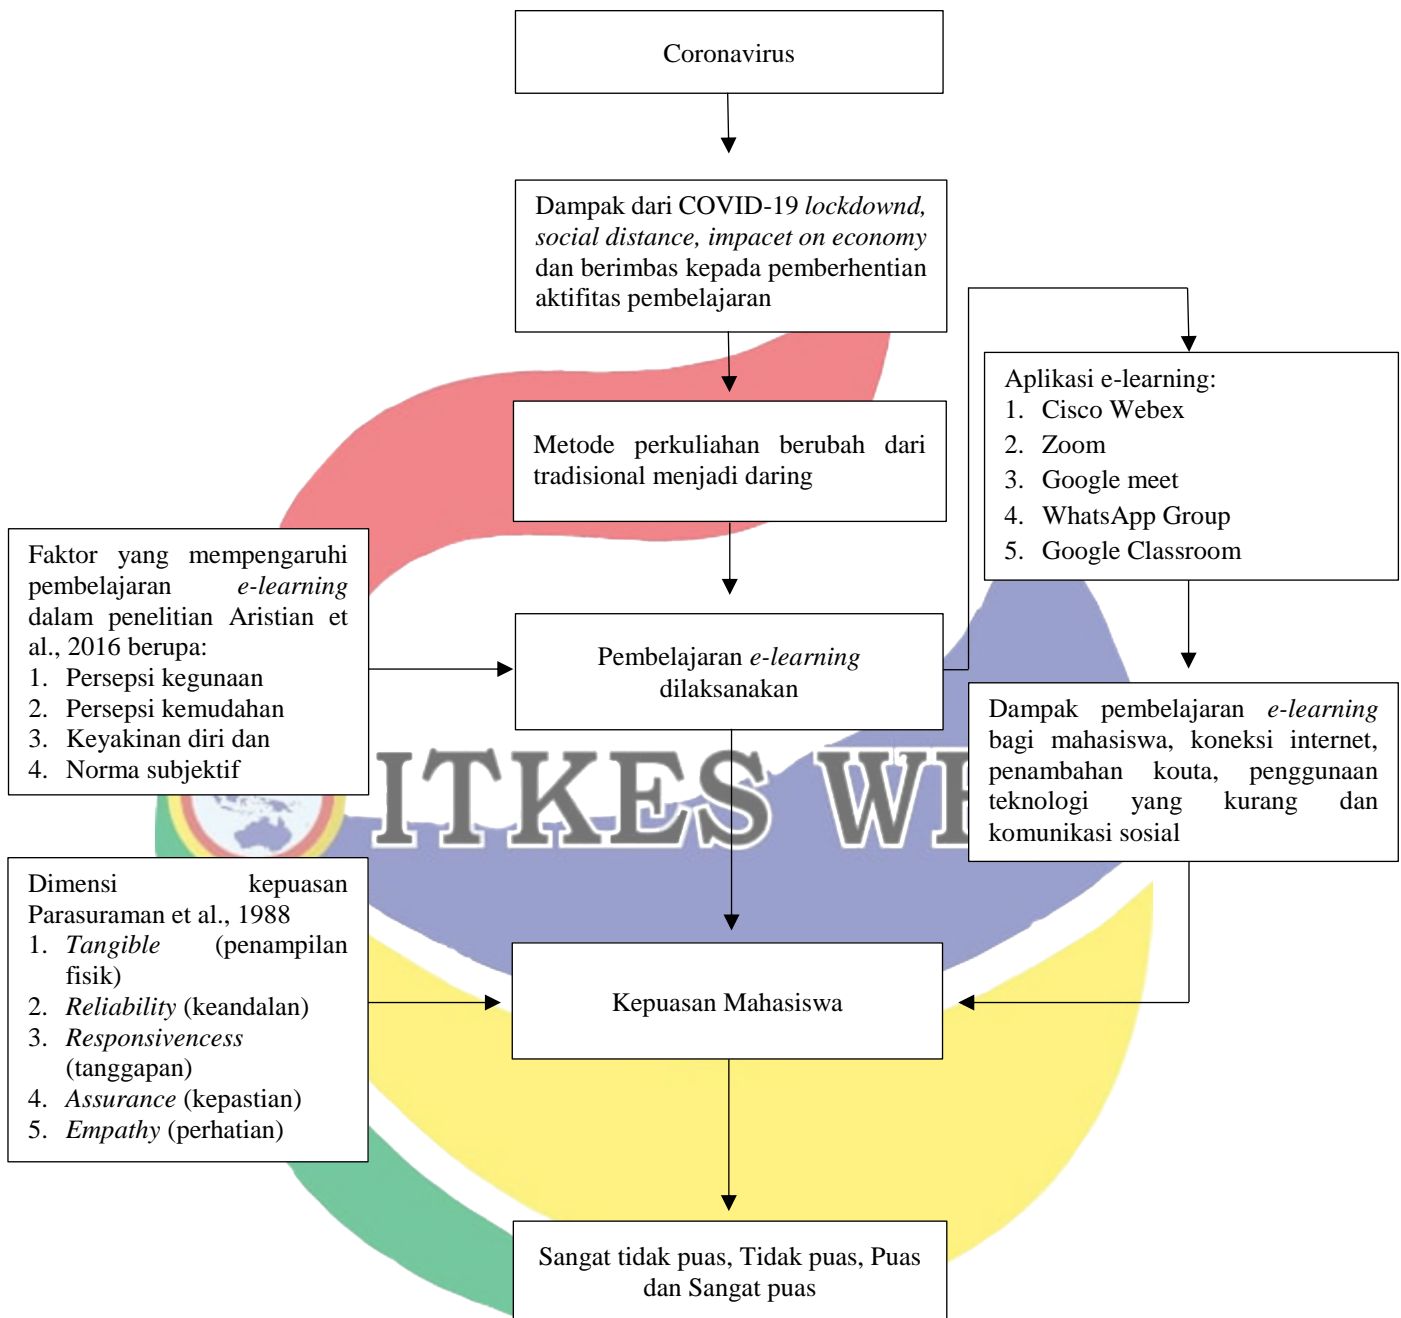 Coronavirus
Dampak dari COVID-19 lockdownd,
social distance, impacet on economy
dan berimbas kepada pemberhentian
aktifitas pembelajaran
Metode perkuliahan berubah dari
tradisional menjadi daring
Aplikasi e-learning:
1. Cisco Webex
2. Zoom
3. Google meet
4. WhatsApp Group
5. Google Classroom
Faktor yang mempengaruhi
pembelajaran e-learning
dalam penelitian Aristian et
al., 2016 berupa:
1. Persepsi kegunaan
2. Persepsi kemudahan
3. Keyakinan diri dan
4. Norma subjektif
Pembelajaran e-learning
dilaksanakan
Dampak pembelajaran e-learning
bagi mahasiswa, koneksi internet,
penambahan kouta, penggunaan
teknologi yang kurang dan
komunikasi sosial
ITKES
Dimensi kepuasan
Parasuraman et al., 1988
1. Tangible (penampilan
fisik)
2. Reliability (keandalan)
3. Responsivencess
(tanggapan)
4. Assurance (kepastian)
5. Empathy (perhatian)
Kepuasan Mahasiswa
Sangat tidak puas, Tidak puas, Puas
dan Sangat puas